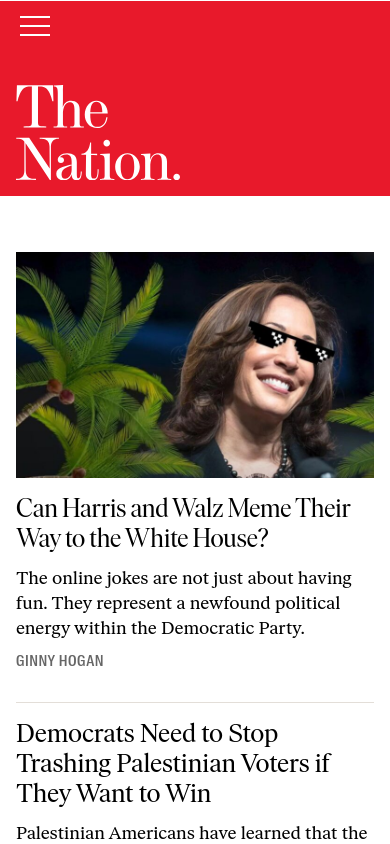 The
Nation.
Can Harris and Walz Meme Their
Way to the White House?
The online jokes are not just about having
fun. They represent a newfound political
energy within the Democratic Party.
GINNY HOGAN
Democrats Need to Stop
Trashing Palestinian Voters if
They Want to Win
Palestinian Americans have learned that the